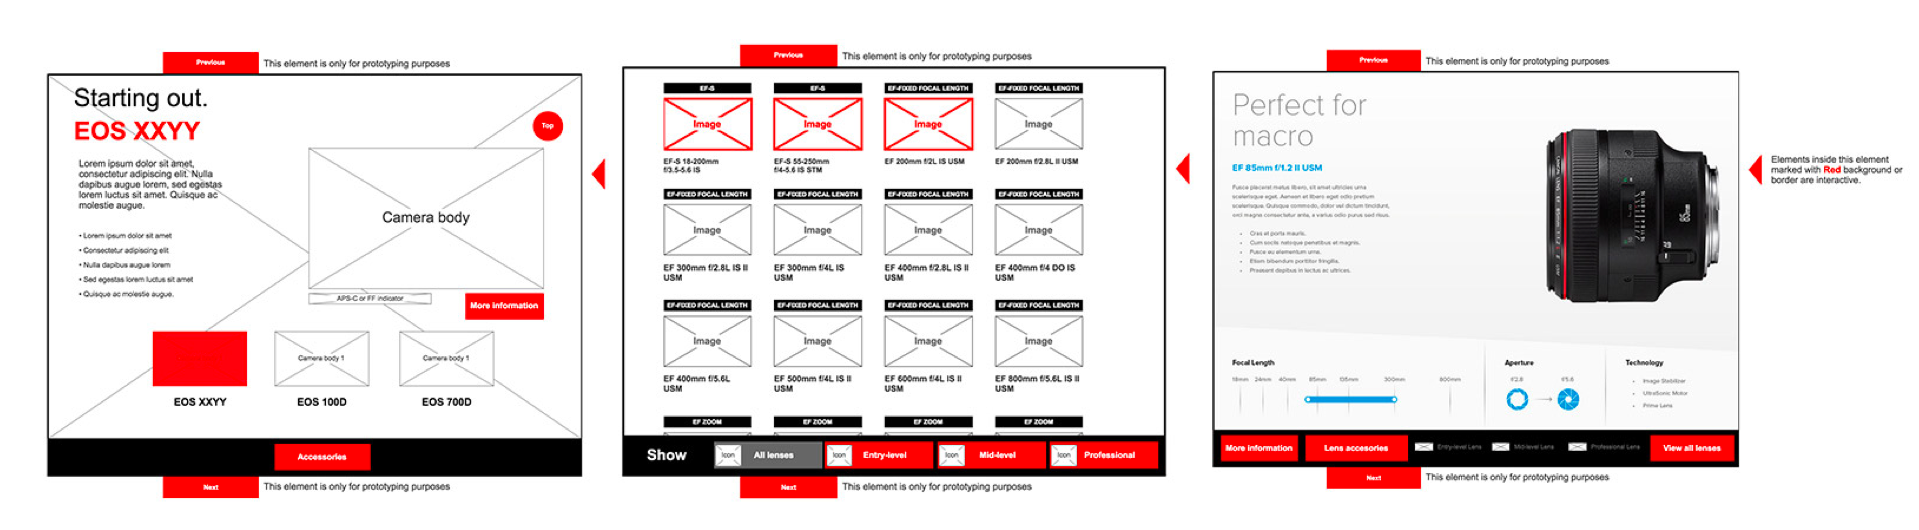 Previous
This element is only for prototyping purposes
Starting out.
EOS XXYY
Top
Lorem ipsum dolor sit amet,
consectetur adipiscing elit. Nulla
dapibus augue lorem, sed egestas
lorem luctus sit amet. Quisque ac
molestie augue.
• Lorem ipsum dolor sit amet
• Consectetur adipiscing elit
• Nulla dapibus augue lorem
• Sed egestas lorem luctus sit amet
• Quisque ac molestie augue.
Camera body
APS-C or FF indicator
More information
Camera body 1
Camera body 1
EOS XXYY
EOS 100D
EOS 700D
Accessories
Next
This element is only for prototyping purposes
Previous
This element is only for prototyping purposes
EF-S
EF-S
EF-FIXED FOCAL LENGTH
EF-FIXED FOCAL LENGTH
Image
Image
Image
Image
EF-S 18-200mm
f/3.5-5.6 IS
EF-S 55-250mm
f/4-5.6 IS STM
EF 200mm f/2L IS USM
EF 200mm f/2.8L II USM
EF-FIXED FOCAL LENGTH
EF-FIXED FOCAL LENGTH
EF-FIXED FOCAL LENGTH
EF-FIXED FOCAL LENGTH
Image
Image
Image
Image
EF 300mm f/2.8L IS II
USM
EF 300mm f/4L IS
USM
EF 400mm f/2.8L IS II
USM
EF 400mm f/4 DO IS
USM
EF-FIXED FOCAL LENGTH
EF-FIXED FOCAL LENGTH
EF-FIXED FOCAL LENGTH
EF-FIXED FOCAL LENGTH
Image
Image
Image
Image
EF 400mm f/5.6L
USM
EF 500mm f/4L IS II
USM
EF 600mm f/4L IS II
USM
EF 800mm f/5.6L IS II
USM
EF ZOOM
EF ZOOM
EF ZOOM
EF ZOOM
Show
Icon
All lenses
Icon
Entry-level
Icon
Mid-level
Icon
Professional
Next
This element is only for prototyping purposes
Previous
This element is only for prototyping purposes
Perfect for
macro
EF 85mm f/1.2 II USM
Fusce placerat metus libero, sit amet ultricies urna
scelerisque eget. Aenean et libero eget odio pretium
scelerisque. Quisque commodo, dolor vel dictum tincidunt,
orci magna consectetur ante, a varius odio purus sed risus.
• Cras et porta mauris.
• Cum sociis natoque penatibus et magnis.
• Fusce eu elementum urna.
• Etiam bibendum porttitor fringilla.
• Praesent dapibus in lectus ac ultrices.
85mm
Focal Length
18mm 24mm 40mm 85mm 135mm 300mm 800mm
Aperture
f/2.8
f/5.6
Technology
• Image Stabilizer
• UltraSonic Motor
• Prime Lens
More information
Lens accesories
Entry-level Lens
Mid-level Lens
Professional Lens
View all lenses
Next
This element is only for prototyping purposes
Elements inside this element
marked with Red background or
border are interactive.